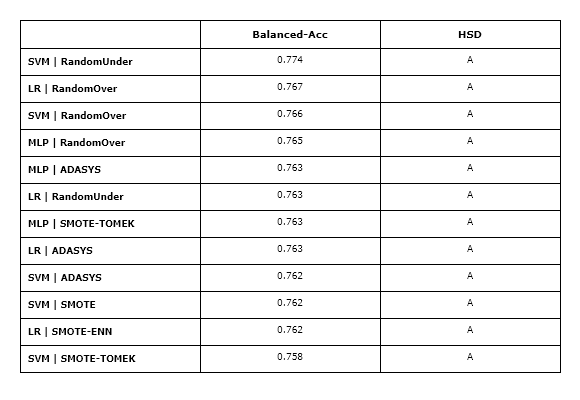 Balanced-Acc HSD
SVM | RandomUnder 0.774 A
LR | RandomOver 0.767 A
SVM | RandomOver 0.766 A
MLP | RandomOver 0.765 A
MLP | ADASYS 0.763 A
LR | RandomUnder 0.763 A
MLP | SMOTE-TOMEK 0.763 A
LR | ADASYS 0.763 A
SVM | ADASYS 0.762 A
SVM | SMOTE 0.762 A
LR | SMOTE-ENN 0.762 A
SVM | SMOTE-TOMEK 0.758 A